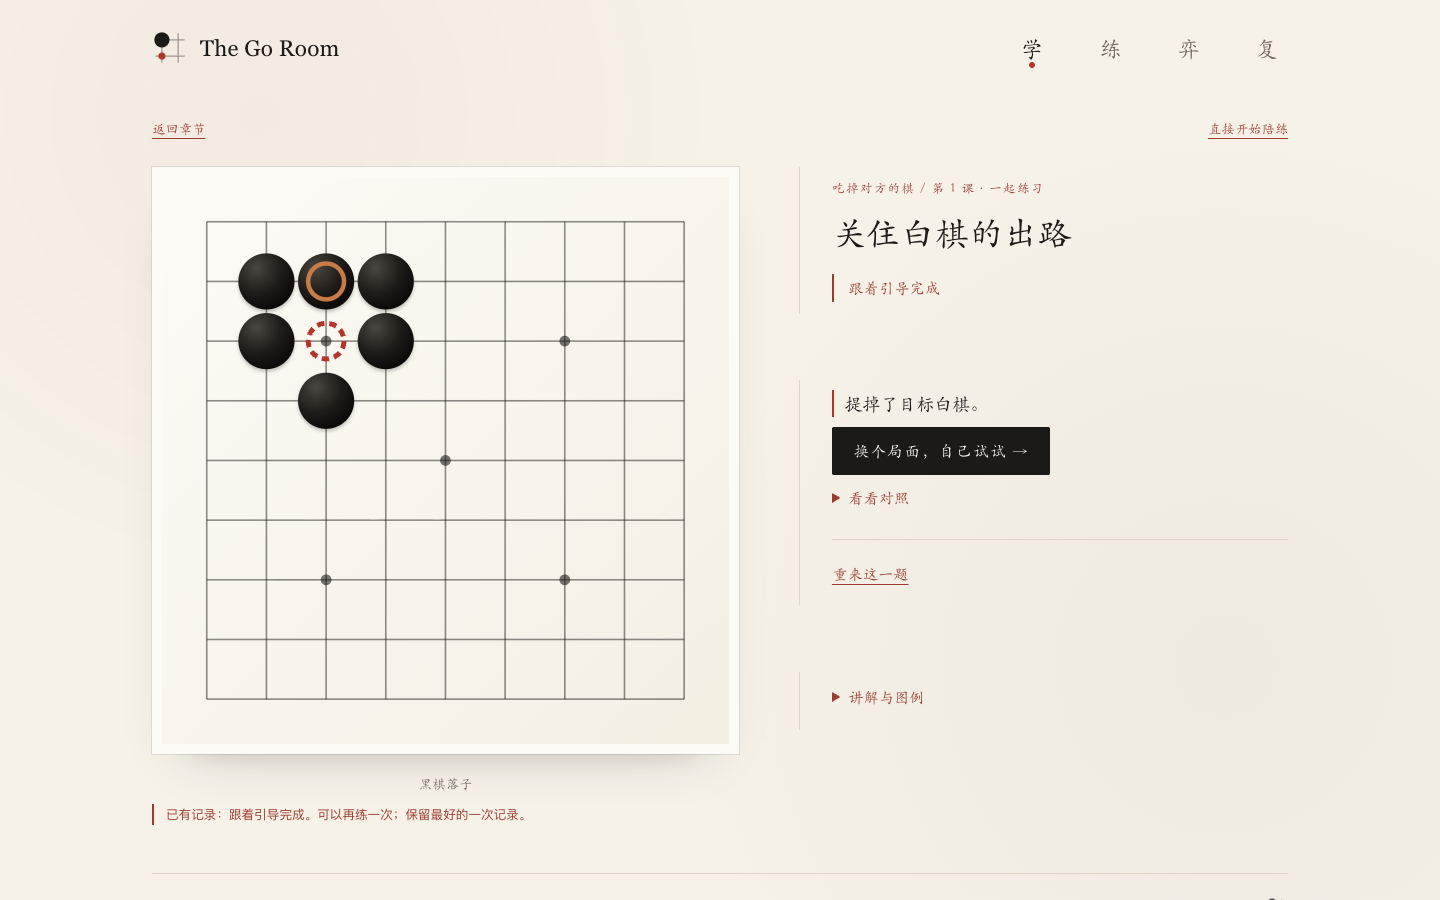 The Go Room
学 练 弈 复
返回章节
直接开始陪练
吃掉对方的棋 / 第 1 课 · 一起练习
关住白棋的出路
跟着引导完成
提掉了目标白棋。
换个局面，自己试试 →
看看对照
重来这一题
讲解与图例
黑棋落子
已有记录：跟着引导完成。可以再练一次；保留最好的一次记录。